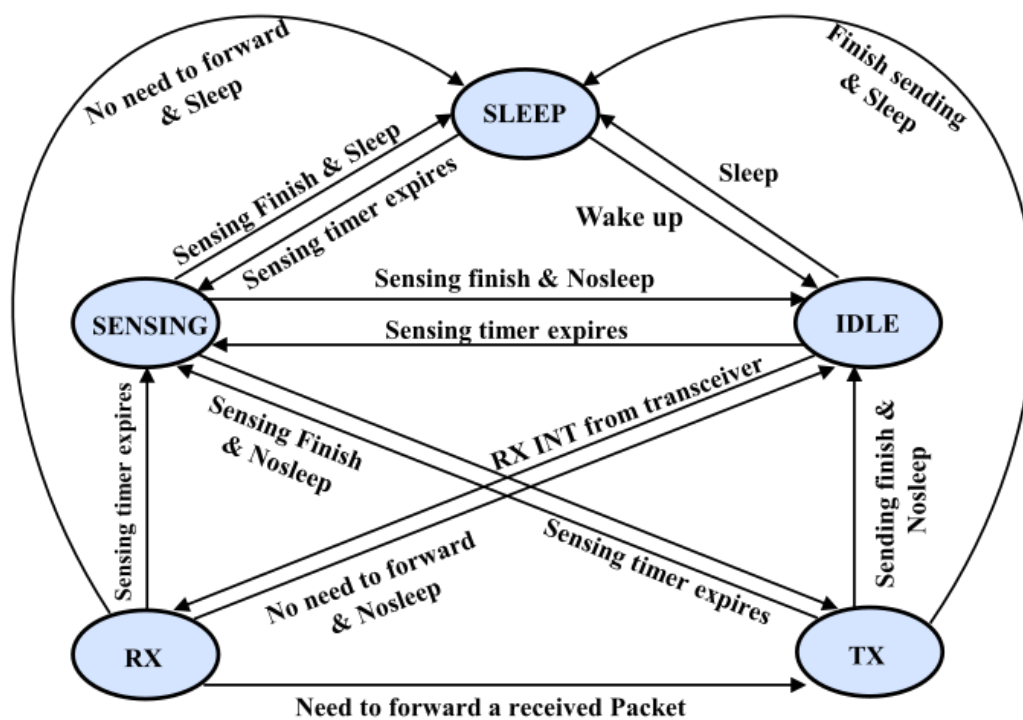 No need to forward
& Sleep
Finish sending
& Sleep
SLEEP
Sensing Finish & Sleep
Sensing timer expires
Sleep
Wake up
Sensing finish & Nosleep
SENSING
IDLE
Sensing timer expires
Sensing timer expires
Sensing Finish
& Nosleep
RX INT from transceiver
Sending finish &
Nosleep
No need to forward
& Nosleep
Sensing timer expires
RX
TX
Need to forward a received Packet